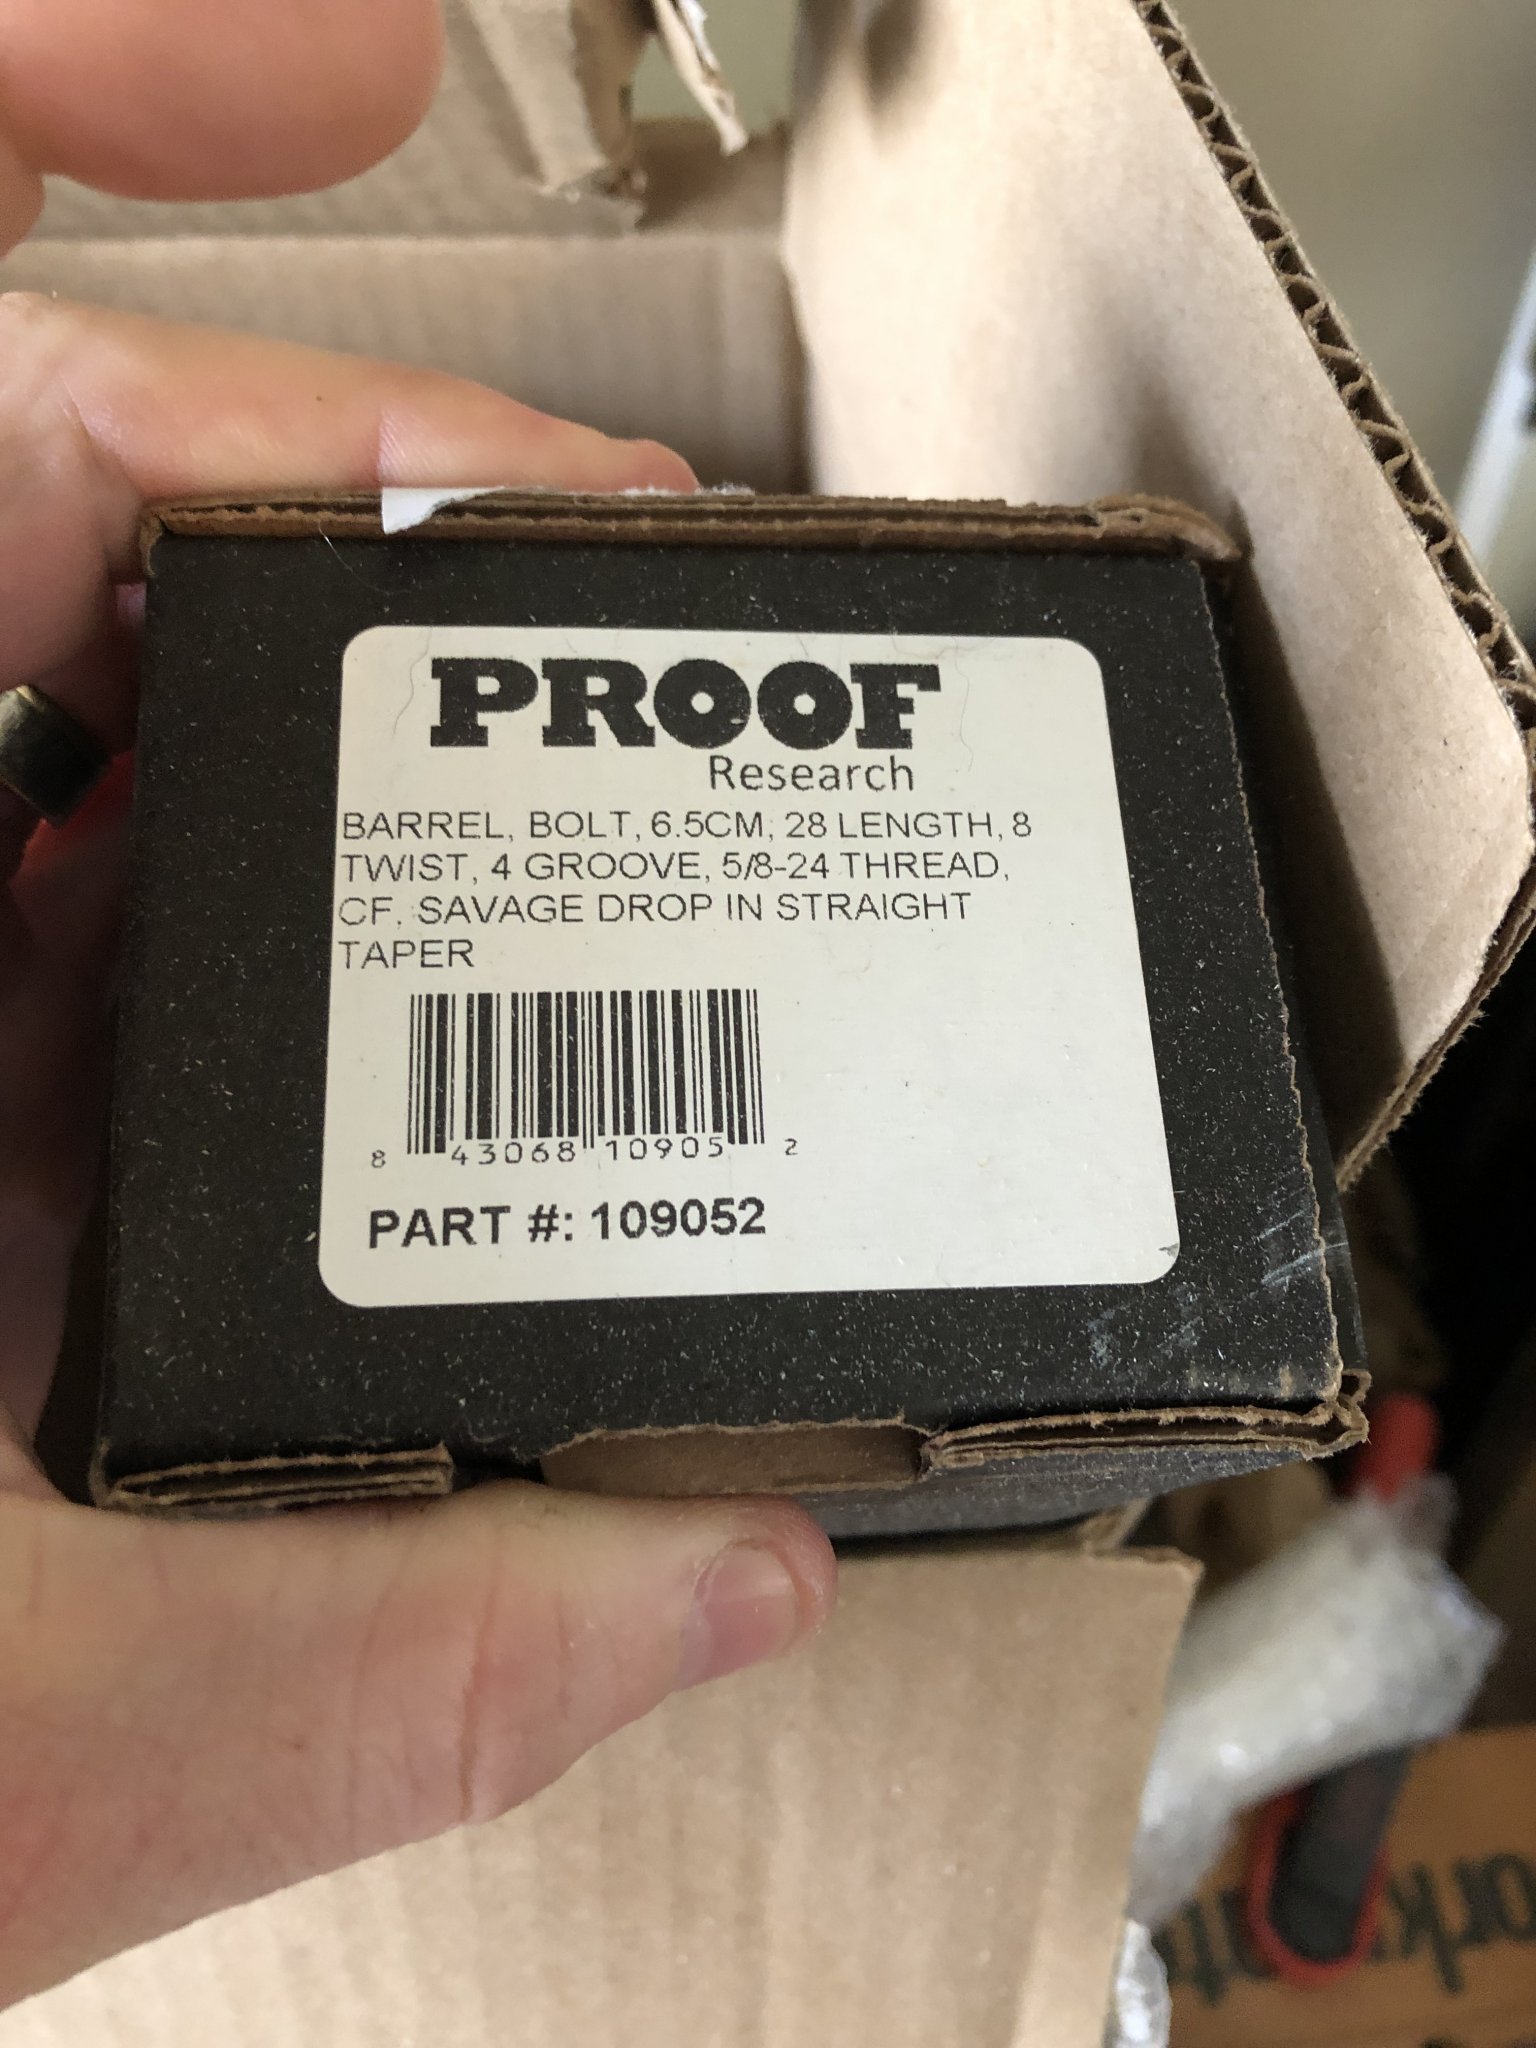 PROOF
Research
BARREL, BOLT, 6.5CM, 28 LENGTH, 8
TWIST, 4 GROOVE, 5/8-24 THREAD,
CF, SAVAGE DROP IN STRAIGHT
TAPER
8 43068 10905 2
PART #: 109052